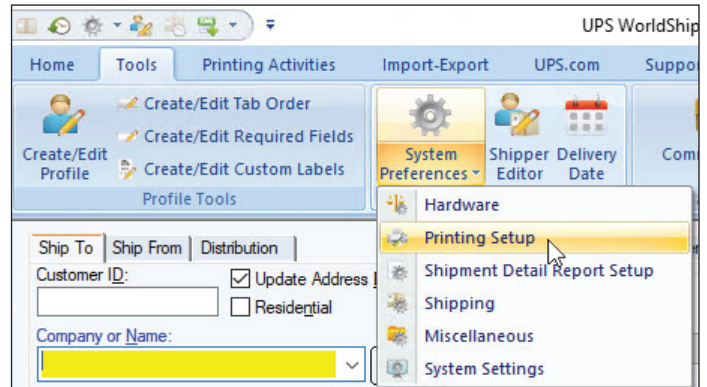 UPS WorldShip
Home Tools Printing Activities Import-Export UPS.com Suppor
Create/Edit Profile
Create/Edit Tab Order
Create/Edit Required Fields
Create/Edit Custom Labels
System Preferences
Shipper Editor
Delivery Date
Com
Profile Tools
Hardware
Printing Setup
Shipment Detail Report Setup
Shipping
Miscellaneous
System Settings
Ship To Ship From Distribution
Customer ID:
Update Address
Residential
Company or Name: